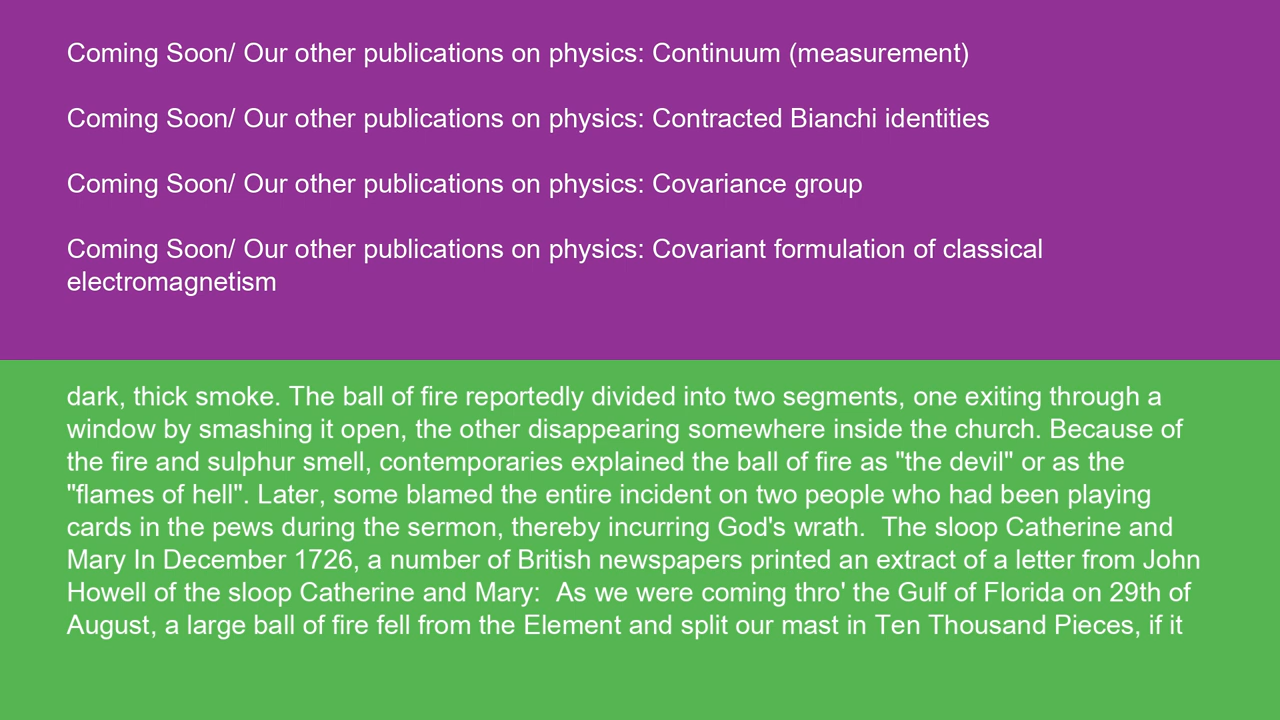 Coming Soon/ Our other publications on physics: Continuum (measurement)
Coming Soon/ Our other publications on physics: Contracted Bianchi identities
Coming Soon/ Our other publications on physics: Covariance group
Coming Soon/ Our other publications on physics: Covariant formulation of classical
electromagnetism
dark, thick smoke. The ball of fire reportedly divided into two segments, one exiting through a
window by smashing it open, the other disappearing somewhere inside the church. Because of
the fire and sulphur smell, contemporaries explained the ball of fire as "the devil" or as the
"flames of hell". Later, some blamed the entire incident on two people who had been playing
cards in the pews during the sermon, thereby incurring God's wrath.  The sloop Catherine and
Mary In December 1726, a number of British newspapers printed an extract of a letter from John
Howell of the sloop Catherine and Mary:  As we were coming thro' the Gulf of Florida on 29th of
August, a large ball of fire fell from the Element and split our mast in Ten Thousand Pieces, if it